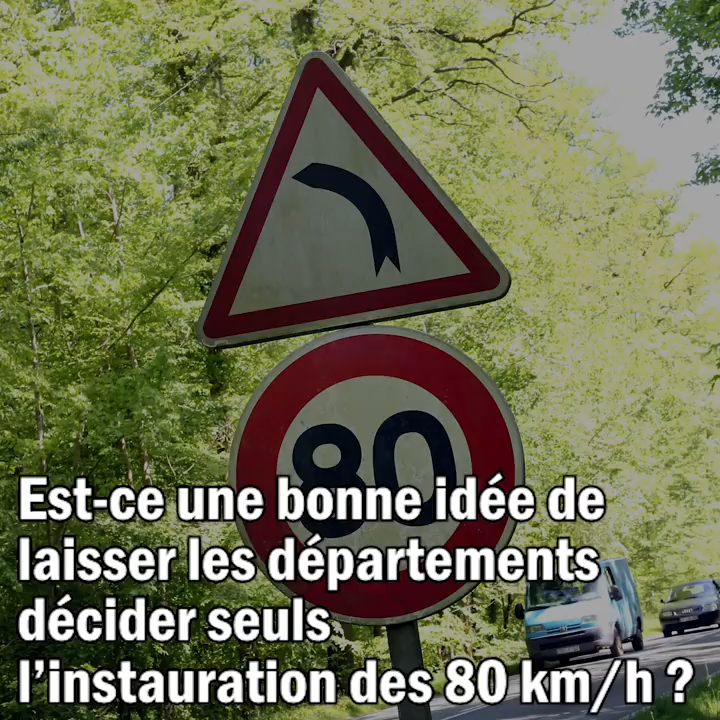 80
Est-ce une bonne idée de
laisser les départements
décider seuls
l’instauration des 80 km/h ?